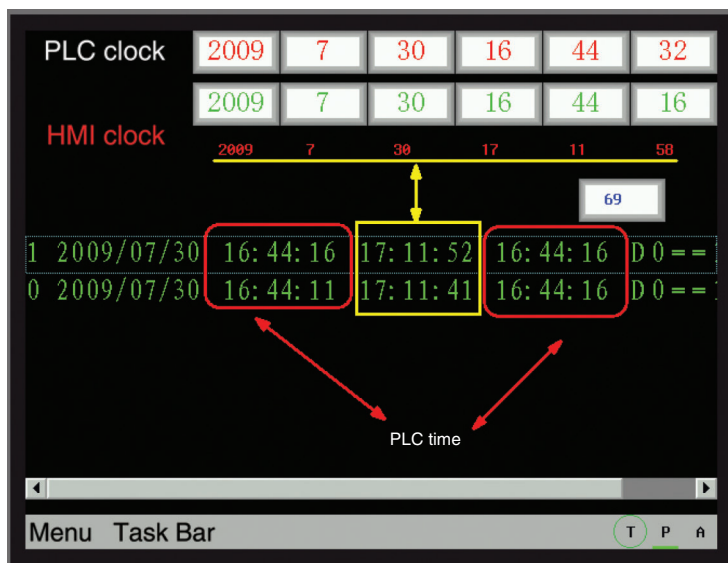 PLC clock 2009 7 30 16 44 32
2009 7 30 16 44 16
HMI clock
2009 7 30 17 11 58
69
1 2009/07/30 16:44:16 17:11:52 16:44:16 D0==
0 2009/07/30 16:44:11 17:11:41 16:44:16 D0==
PLC time
Menu Task Bar T P A